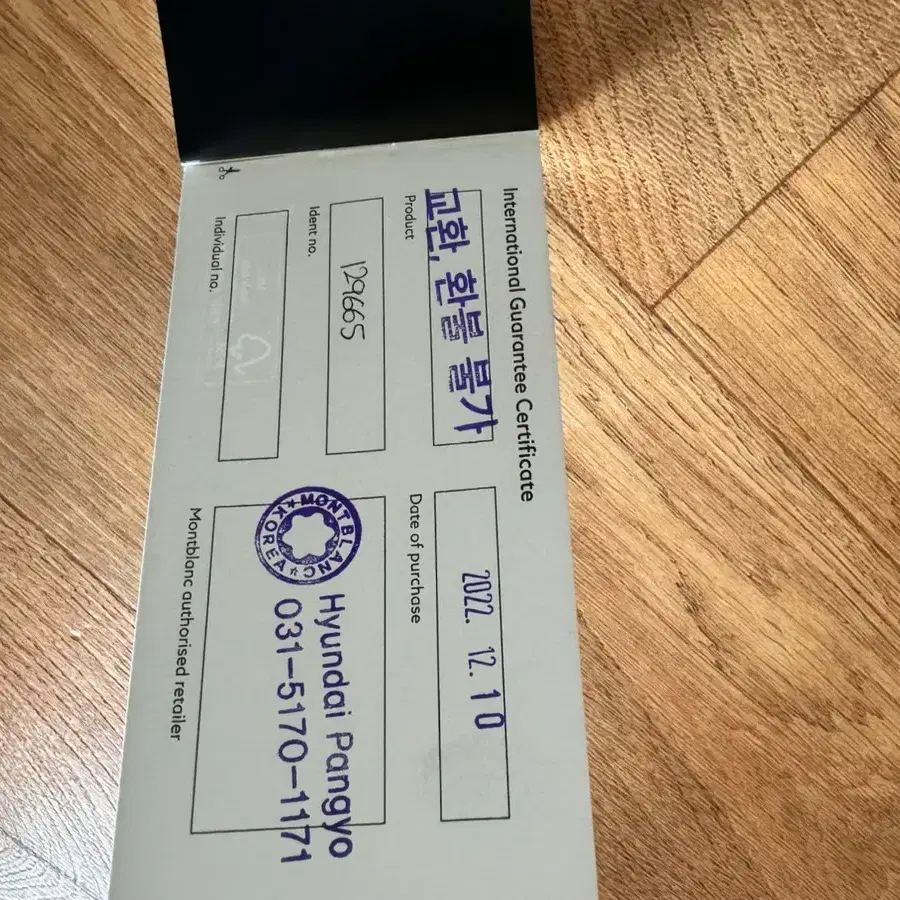 International Guarantee Certificate
교환, 환불 불가
Product
2022. 12. 10
Date of purchase
129665
Ident no.
MONTBLANC
KOREA
Hyundai Pangyo
031-5170-1171
Individual no.
Montblanc authorised retailer